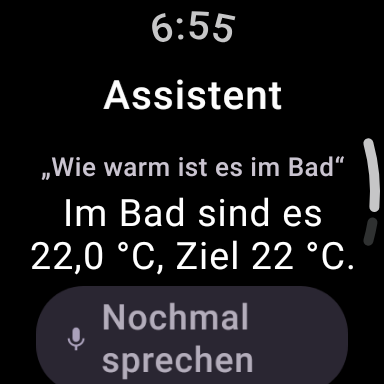 6:55
Assistent
„Wie warm ist es im Bad“
Im Bad sind es
22,0 °C, Ziel 22 °C.
Nochmal
sprechen